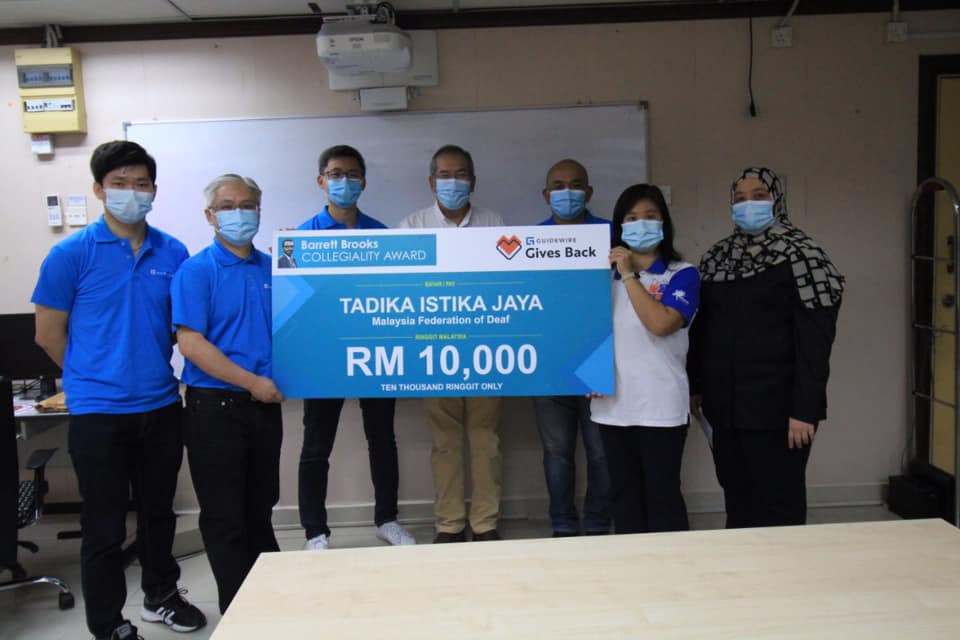 EPSON
Barrett Brooks
COLLEGIALITY AWARD
GUIDEWIRE
Gives Back
BAYAR / PAY
TADIKA ISTIKA JAYA
Malaysia Federation of Deaf
RINGGIT MALAYSIA
RM 10,000
TEN THOUSAND RINGGIT ONLY